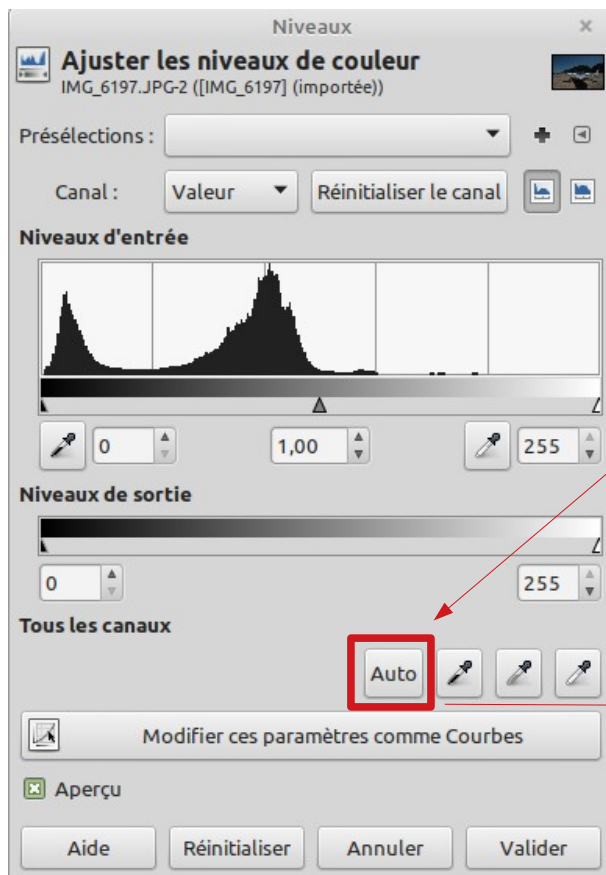 Niveaux
Ajuster les niveaux de couleur
IMG_6197.JPG-2 ([IMG_6197] (importée))
Présélections :
Canal : Valeur Réinitialiser le canal
Niveaux d'entrée
0 1,00 255
Niveaux de sortie
0 255
Tous les canaux
Auto
Modifier ces paramètres comme Courbes
Aperçu
Aide Réinitialiser Annuler Valider